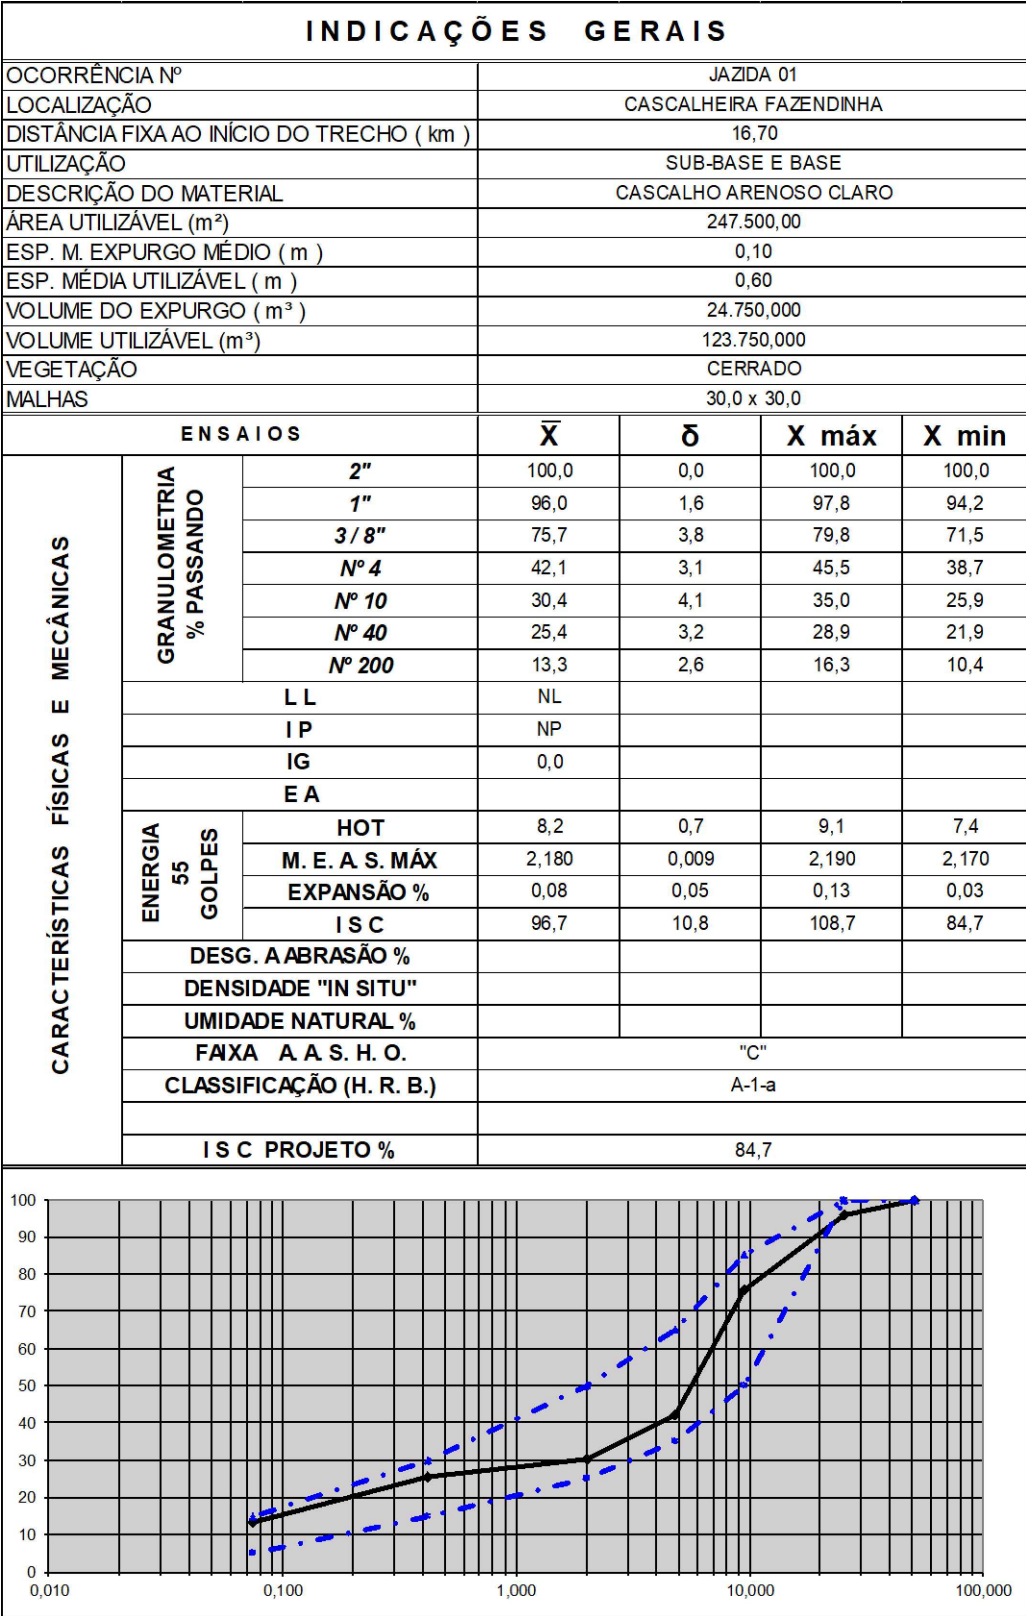 INDICAÇÕES GERAIS
OCORRÊNCIA Nº JAZIDA 01
LOCALIZAÇÃO CASCALHEIRA FAZENDINHA
DISTÂNCIA FIXA AO INÍCIO DO TRECHO ( km ) 16,70
UTILIZAÇÃO SUB-BASE E BASE
DESCRIÇÃO DO MATERIAL CASCALHO ARENOSO CLARO
ÁREA UTILIZÁVEL (m²) 247.500,00
ESP. M. EXPURGO MÉDIO ( m ) 0,10
ESP. MÉDIA UTILIZÁVEL ( m ) 0,60
VOLUME DO EXPURGO ( m³ ) 24.750,000
VOLUME UTILIZÁVEL (m³) 123.750,000
VEGETAÇÃO CERRADO
MALHAS 30,0 x 30,0
ENSAIOS X̅ δ X máx X min
CARACTERÍSTICAS FÍSICAS E MECÂNICAS
GRANULOMETRIA
% PASSANDO
2" 100,0 0,0 100,0 100,0
1" 96,0 1,6 97,8 94,2
3 / 8" 75,7 3,8 79,8 71,5
Nº 4 42,1 3,1 45,5 38,7
Nº 10 30,4 4,1 35,0 25,9
Nº 40 25,4 3,2 28,9 21,9
Nº 200 13,3 2,6 16,3 10,4
L L NL
I P NP
IG 0,0
E A
ENERGIA
55
GOLPES
HOT 8,2 0,7 9,1 7,4
M. E. A. S. MÁX 2,180 0,009 2,190 2,170
EXPANSÃO % 0,08 0,05 0,13 0,03
I S C 96,7 10,8 108,7 84,7
DESG. A ABRASÃO %
DENSIDADE "IN SITU"
UMIDADE NATURAL %
FAIXA A. A. S. H. O. "C"
CLASSIFICAÇÃO (H. R. B.) A-1-a
I S C PROJETO % 84,7
100
90
80
70
60
50
40
30
20
10
0
0,010 0,100 1,000 10,000 100,000